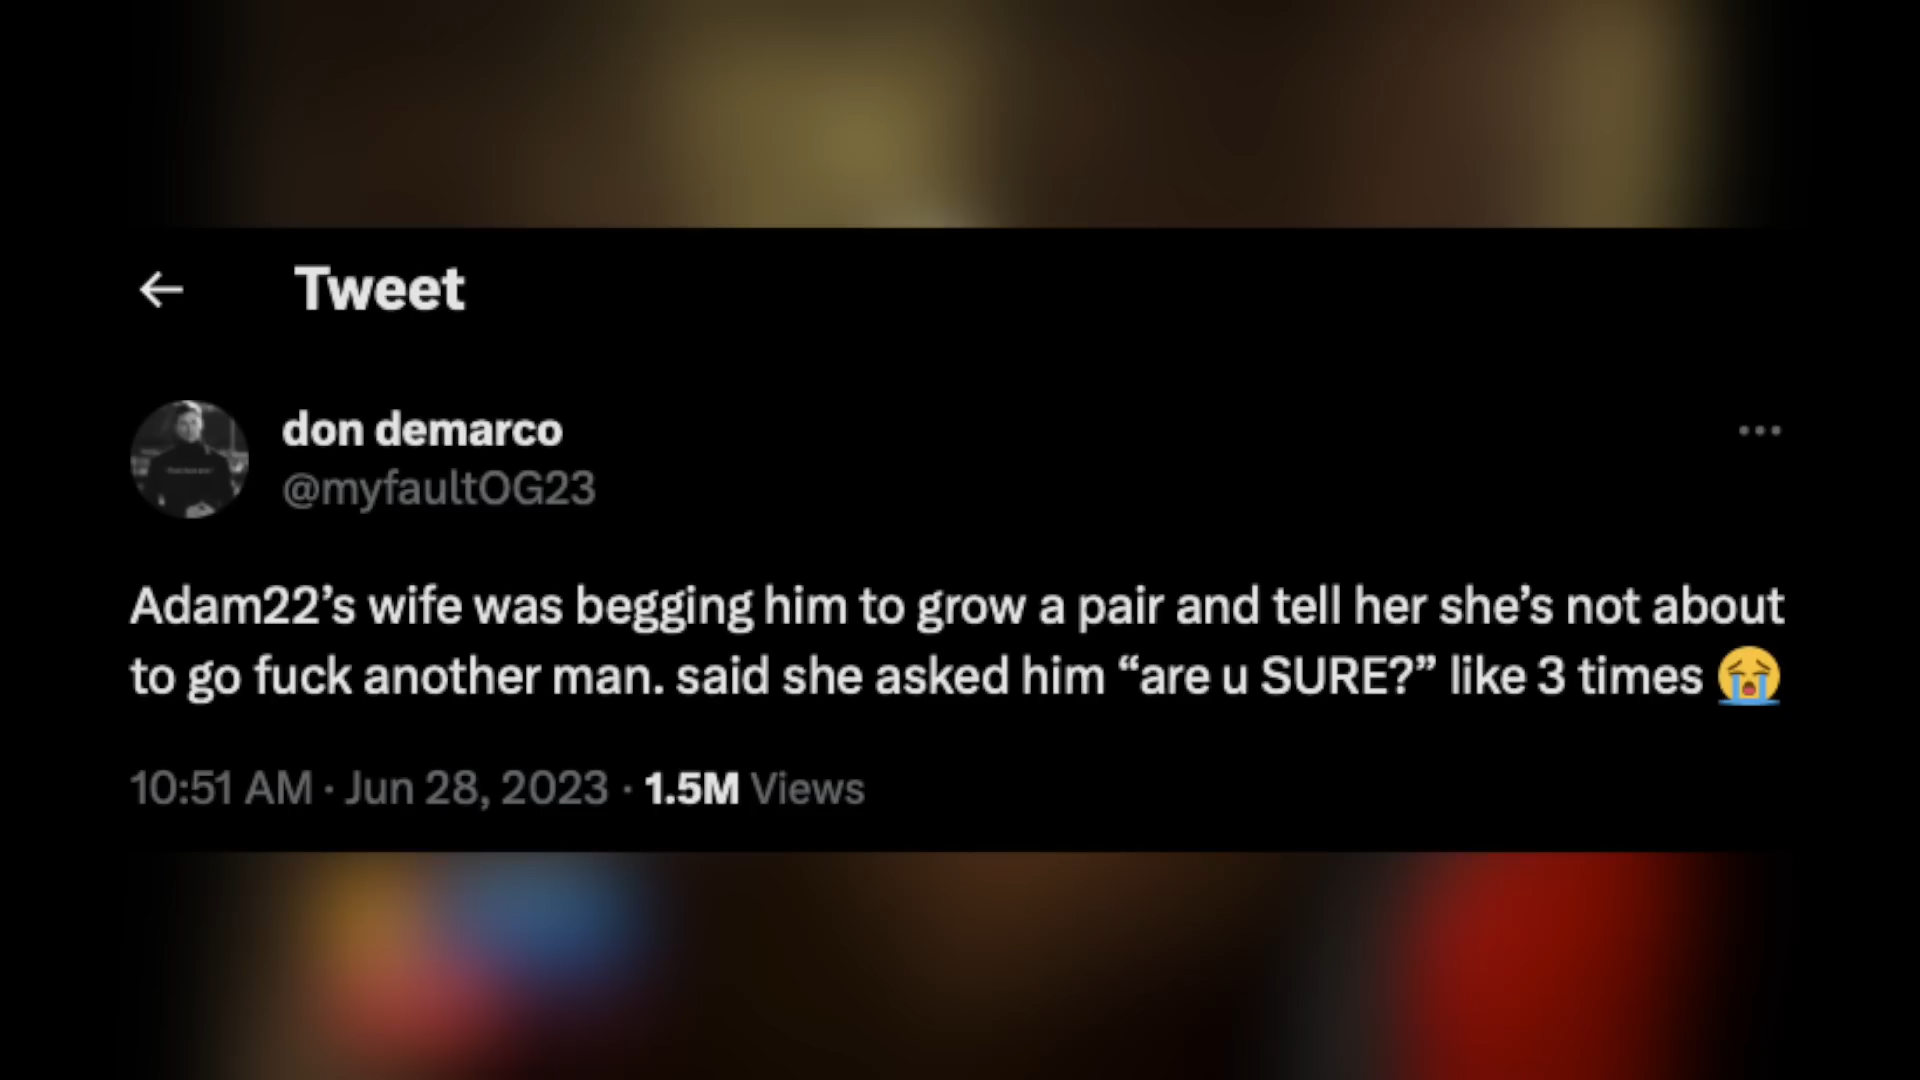 Tweet
don demarco
@myfaultOG23
Adam22’s wife was begging him to grow a pair and tell her she’s not about
to go fuck another man. said she asked him “are u SURE?” like 3 times 😭
10:51 AM · Jun 28, 2023 · 1.5M Views